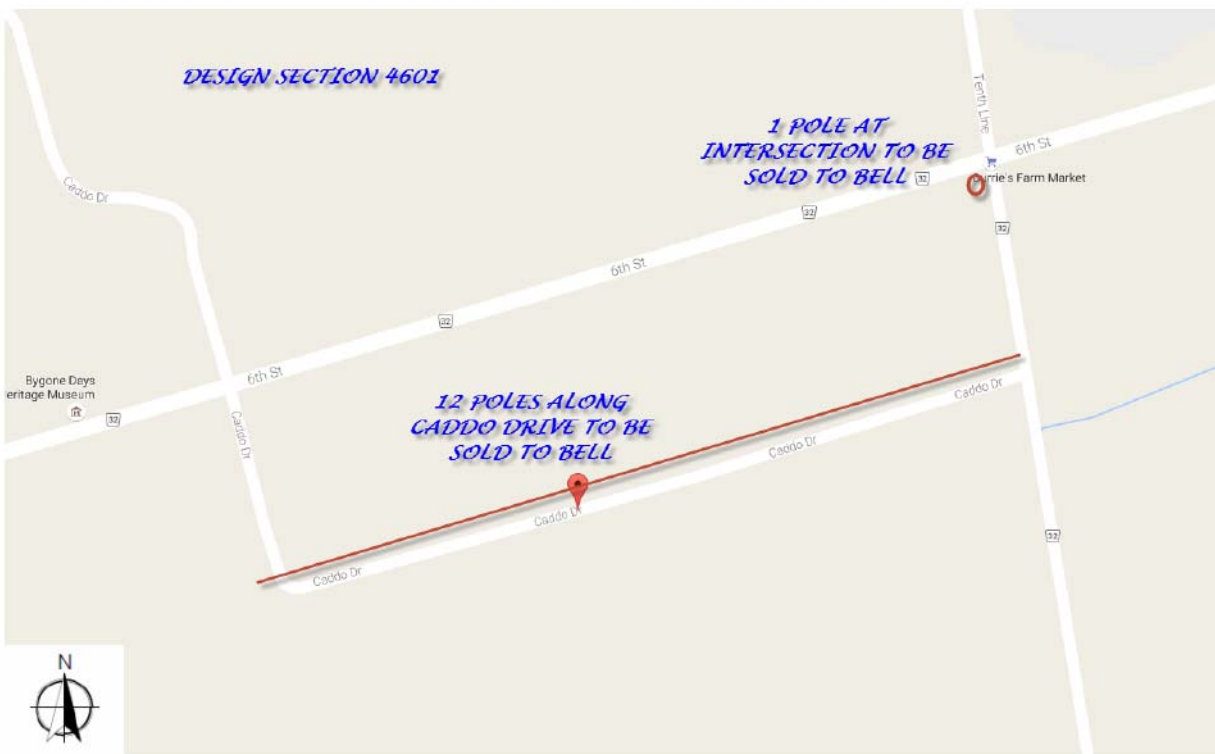 DESIGN SECTION 4601
1 POLE AT
INTERSECTION TO BE
SOLD TO BELL
Tenth Line
6th St
32
Currie's Farm Market
Caddo Dr
32
32
6th St
32
6th St
Bygone Days
eritage Museum
32
Caddo Dr
12 POLES ALONG
CADDO DRIVE TO BE
SOLD TO BELL
Caddo Dr
Caddo Dr
Caddo Dr
Caddo Dr
32
N